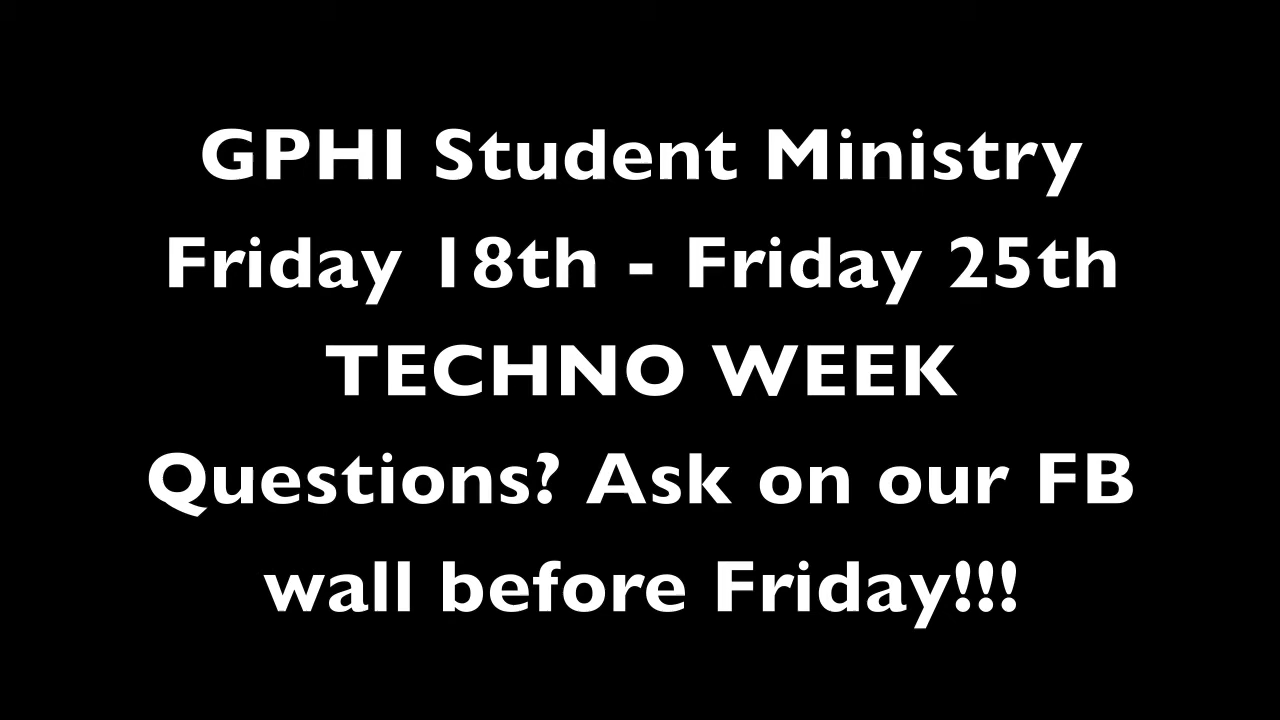 GPHI Student Ministry
Friday 18th - Friday 25th
TECHNO WEEK
Questions? Ask on our FB
wall before Friday!!!